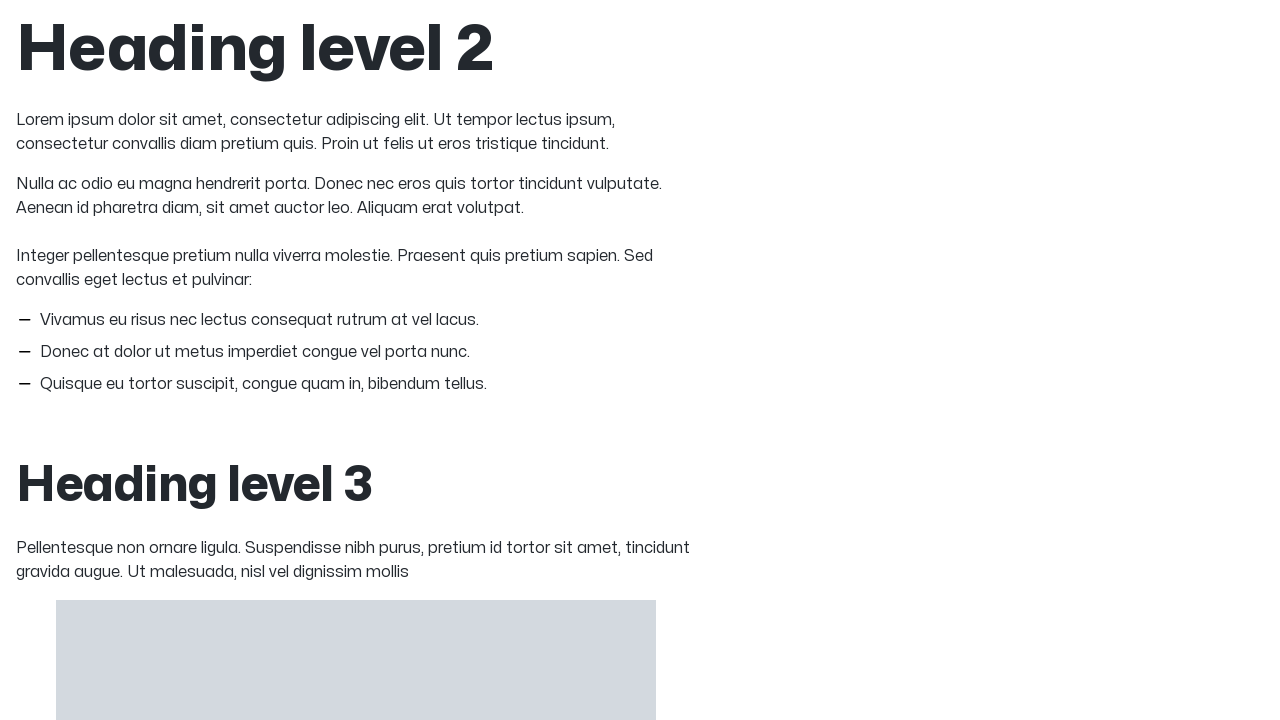 Heading level 2
Lorem ipsum dolor sit amet, consectetur adipiscing elit. Ut tempor lectus ipsum,
consectetur convallis diam pretium quis. Proin ut felis ut eros tristique tincidunt.
Nulla ac odio eu magna hendrerit porta. Donec nec eros quis tortor tincidunt vulputate.
Aenean id pharetra diam, sit amet auctor leo. Aliquam erat volutpat.
Integer pellentesque pretium nulla viverra molestie. Praesent quis pretium sapien. Sed
convallis eget lectus et pulvinar:
— Vivamus eu risus nec lectus consequat rutrum at vel lacus.
— Donec at dolor ut metus imperdiet congue vel porta nunc.
— Quisque eu tortor suscipit, congue quam in, bibendum tellus.
Heading level 3
Pellentesque non ornare ligula. Suspendisse nibh purus, pretium id tortor sit amet, tincidunt
gravida augue. Ut malesuada, nisl vel dignissim mollis